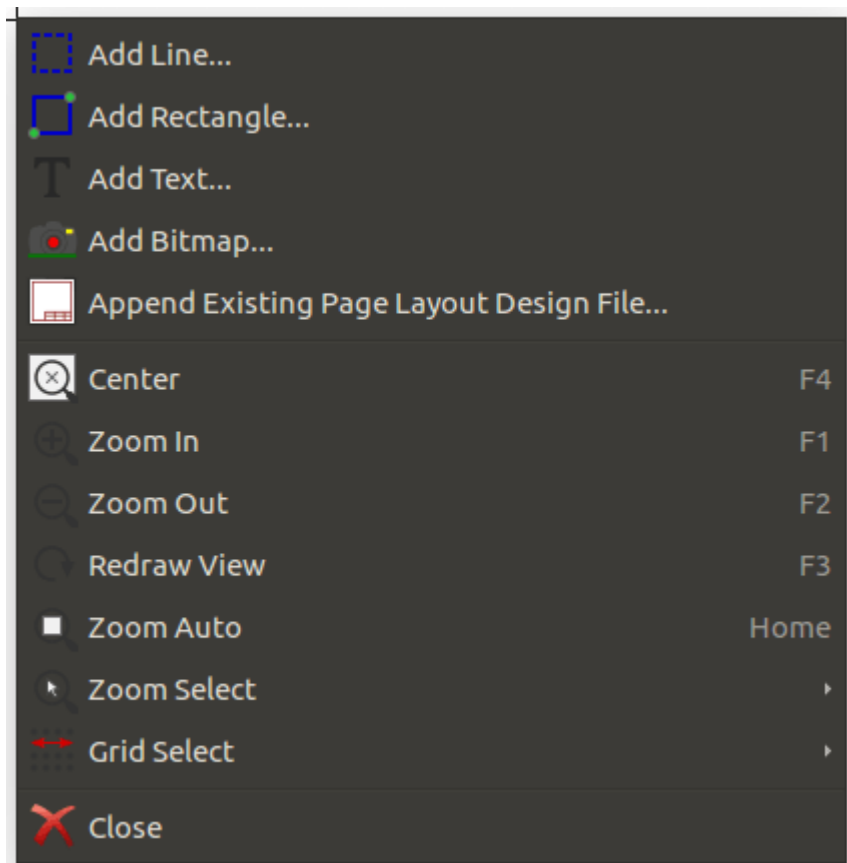 Add Line...
Add Rectangle...
Add Text...
Add Bitmap...
Append Existing Page Layout Design File...
Center F4
Zoom In F1
Zoom Out F2
Redraw View F3
Zoom Auto Home
Zoom Select
Grid Select
Close